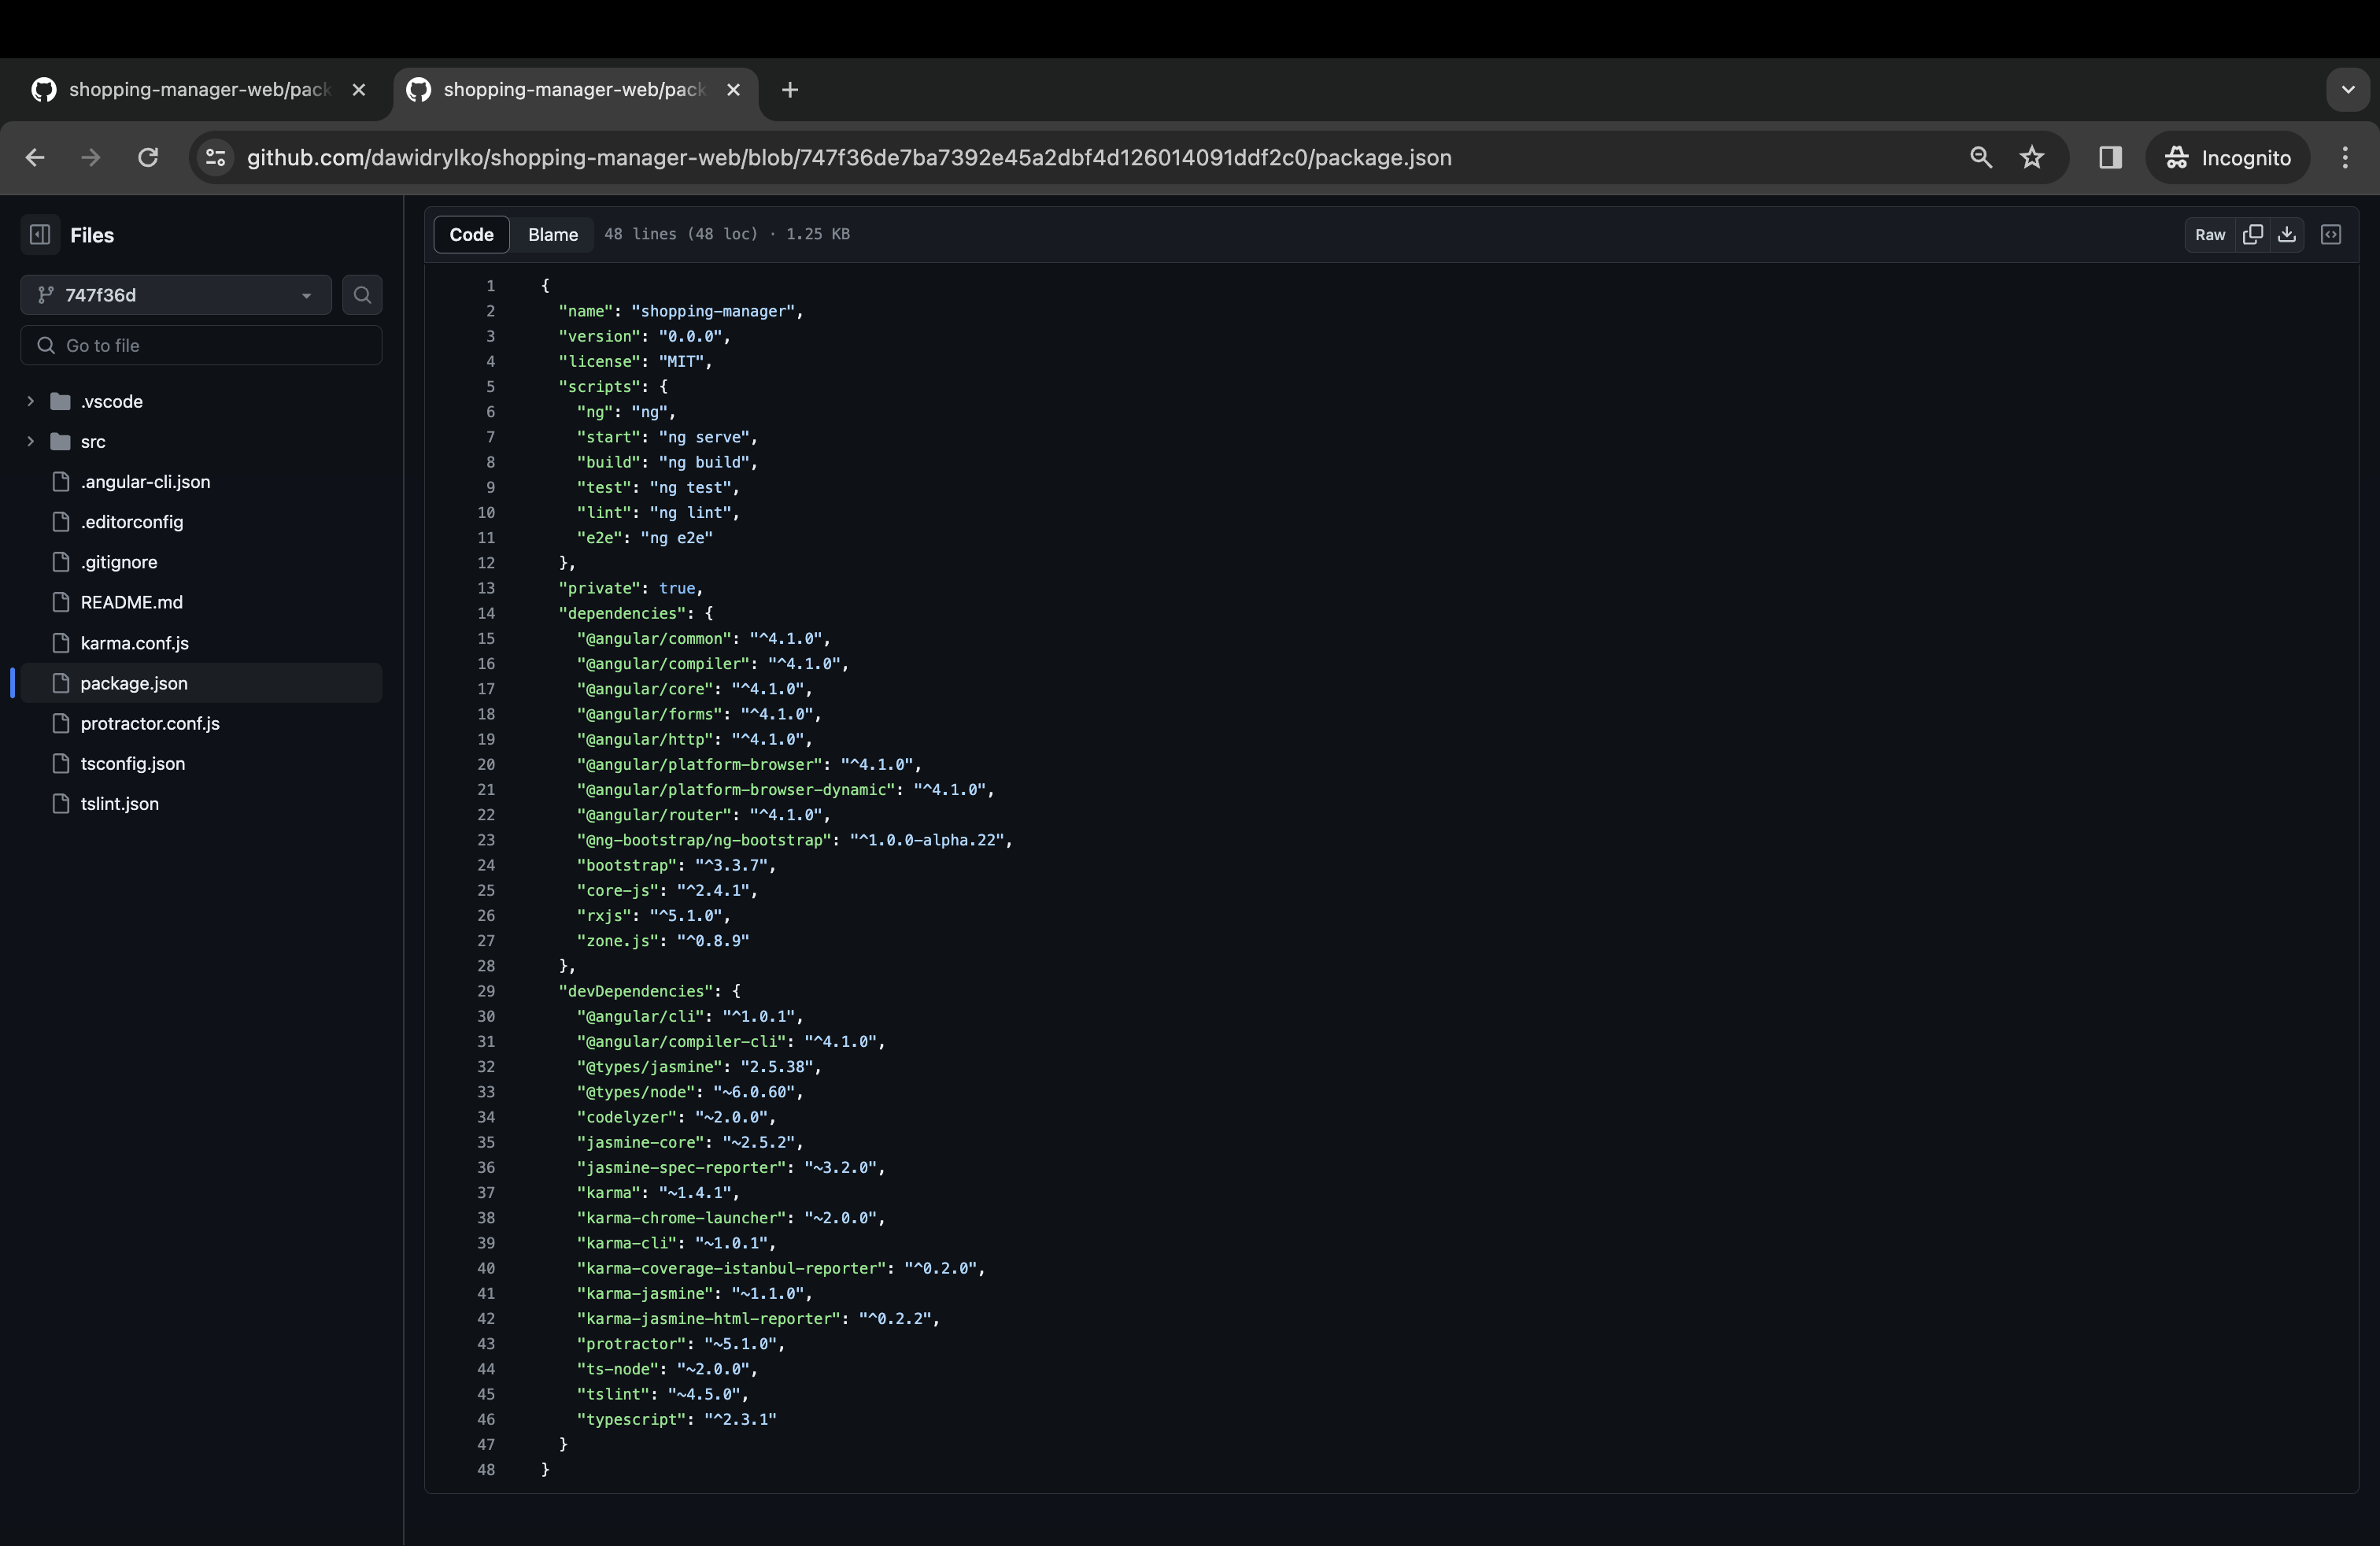 shopping-manager-web/pack
shopping-manager-web/pack
github.com/dawidrylko/shopping-manager-web/blob/747f36de7ba7392e45a2dbf4d126014091ddf2c0/package.json
Incognito
Files
747f36d
Go to file
.vscode
src
.angular-cli.json
.editorconfig
.gitignore
README.md
karma.conf.js
package.json
protractor.conf.js
tsconfig.json
tslint.json
Code Blame 48 lines (48 loc) · 1.25 KB Raw
1 {
2 "name": "shopping-manager",
3 "version": "0.0.0",
4 "license": "MIT",
5 "scripts": {
6 "ng": "ng",
7 "start": "ng serve",
8 "build": "ng build",
9 "test": "ng test",
10 "lint": "ng lint",
11 "e2e": "ng e2e"
12 },
13 "private": true,
14 "dependencies": {
15 "@angular/common": "^4.1.0",
16 "@angular/compiler": "^4.1.0",
17 "@angular/core": "^4.1.0",
18 "@angular/forms": "^4.1.0",
19 "@angular/http": "^4.1.0",
20 "@angular/platform-browser": "^4.1.0",
21 "@angular/platform-browser-dynamic": "^4.1.0",
22 "@angular/router": "^4.1.0",
23 "@ng-bootstrap/ng-bootstrap": "^1.0.0-alpha.22",
24 "bootstrap": "^3.3.7",
25 "core-js": "^2.4.1",
26 "rxjs": "^5.1.0",
27 "zone.js": "^0.8.9"
28 },
29 "devDependencies": {
30 "@angular/cli": "^1.0.1",
31 "@angular/compiler-cli": "^4.1.0",
32 "@types/jasmine": "2.5.38",
33 "@types/node": "~6.0.60",
34 "codelyzer": "~2.0.0",
35 "jasmine-core": "~2.5.2",
36 "jasmine-spec-reporter": "~3.2.0",
37 "karma": "~1.4.1",
38 "karma-chrome-launcher": "~2.0.0",
39 "karma-cli": "~1.0.1",
40 "karma-coverage-istanbul-reporter": "^0.2.0",
41 "karma-jasmine": "~1.1.0",
42 "karma-jasmine-html-reporter": "^0.2.2",
43 "protractor": "~5.1.0",
44 "ts-node": "~2.0.0",
45 "tslint": "~4.5.0",
46 "typescript": "^2.3.1"
47 }
48 }